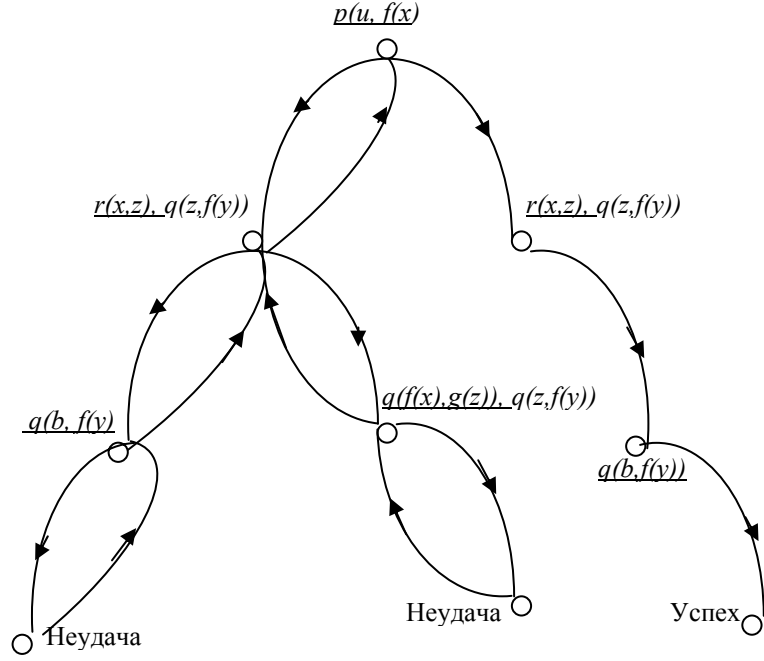 p(u, f(x)
r(x,z), q(z,f(y))
r(x,z), q(z,f(y))
q(b, f(y)
q(f(x),g(z)), q(z,f(y))
q(b,f(y))
Неудача
Неудача
Успех